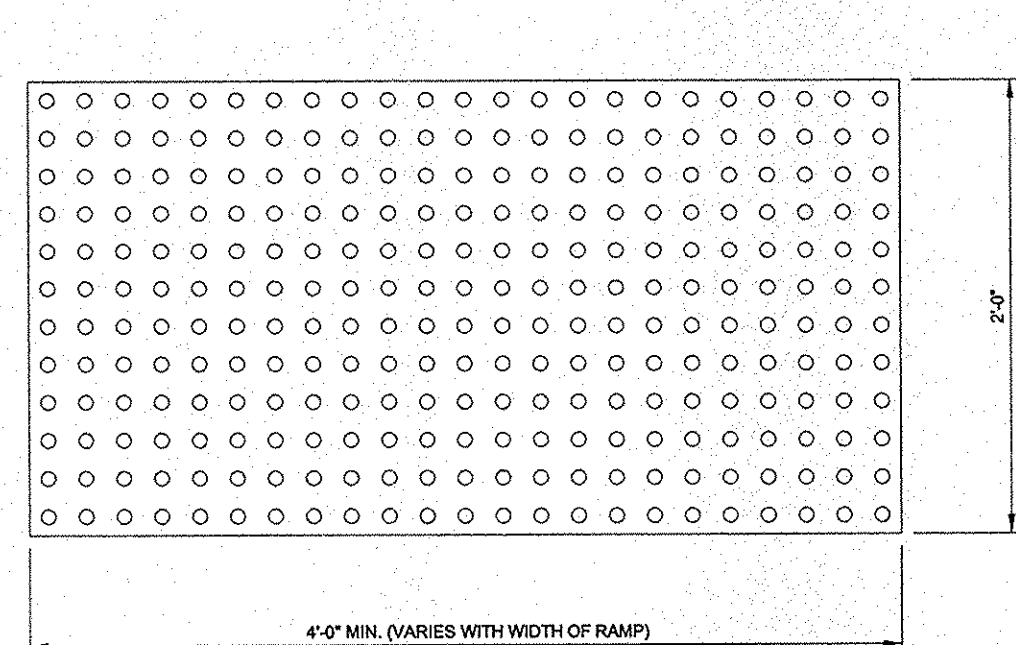 2'-0"
4'-0" MIN. (VARIES WITH WIDTH OF RAMP)